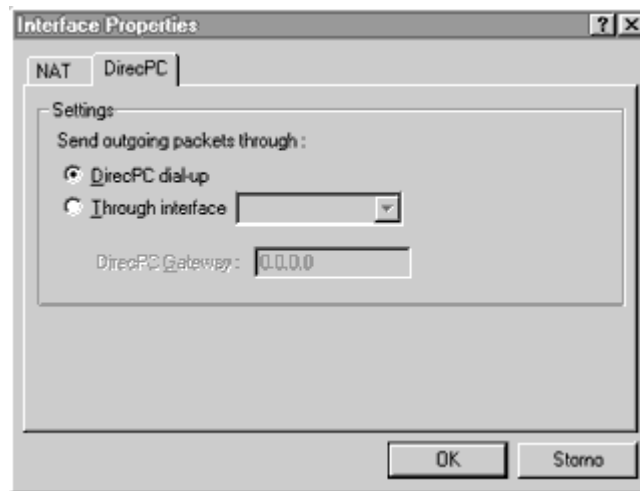 Interface Properties
NAT DirecPC
Settings
Send outgoing packets through :
DirecPC dial-up
Through interface
DirecPC Gateway : 0.0.0.0
OK Storno